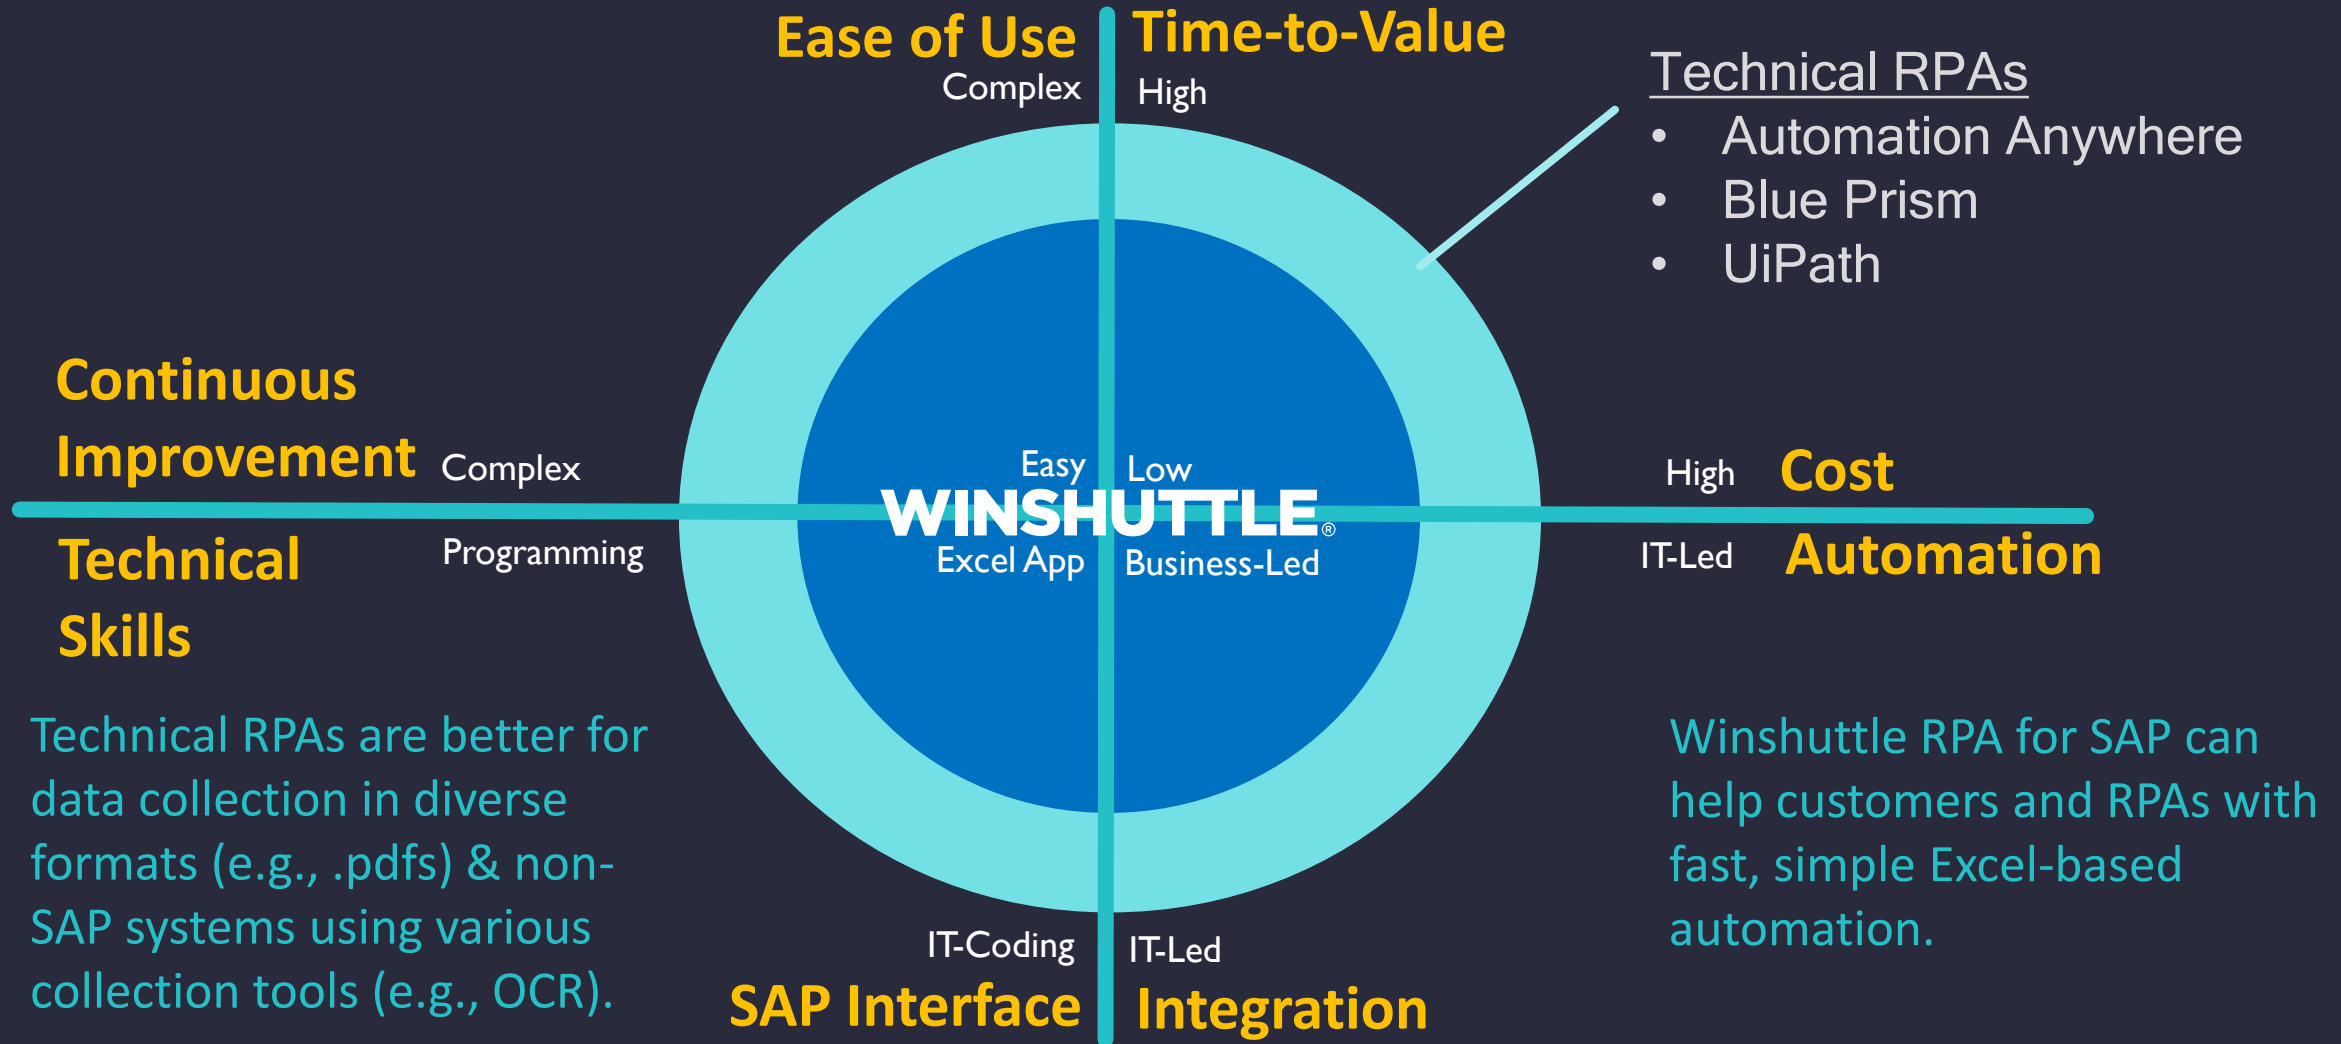 Ease of Use
Complex
Time-to-Value
High
Technical RPAs
• Automation Anywhere
• Blue Prism
• UiPath
Continuous
Improvement
Complex
Technical
Skills
Programming
Easy
Low
WINSHUTTLE®
Excel App
Business-Led
High
Cost
IT-Led
Automation
Technical RPAs are better for
data collection in diverse
formats (e.g., .pdfs) & non-
SAP systems using various
collection tools (e.g., OCR).
IT-Coding
SAP Interface
IT-Led
Integration
Winshuttle RPA for SAP can
help customers and RPAs with
fast, simple Excel-based
automation.